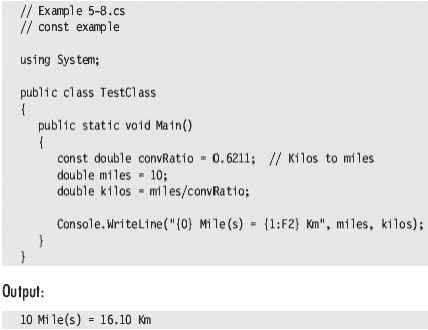 // Example 5-8.cs
// const example
using System;
public class TestClass
{
public static void Main()
{
const double convRatio = 0.6211;  // Kilos to miles
double miles = 10;
double kilos = miles/convRatio;
Console.WriteLine("{0} Mile(s) = {1:F2} Km", miles, kilos);
}
}
Output:
10 Mile(s) = 16.10 Km